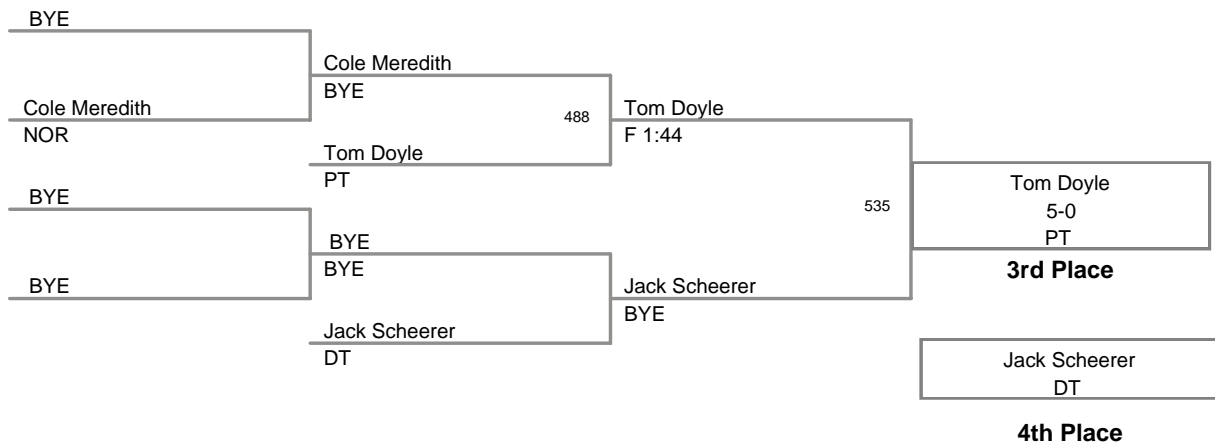 BYE
Cole Meredith
BYE
Cole Meredith
NOR
488
Tom Doyle
F 1:44
Tom Doyle
PT
BYE
535
Tom Doyle
5-0
PT
3rd Place
BYE
BYE
BYE
Jack Scheerer
BYE
Jack Scheerer
DT
Jack Scheerer
DT
4th Place